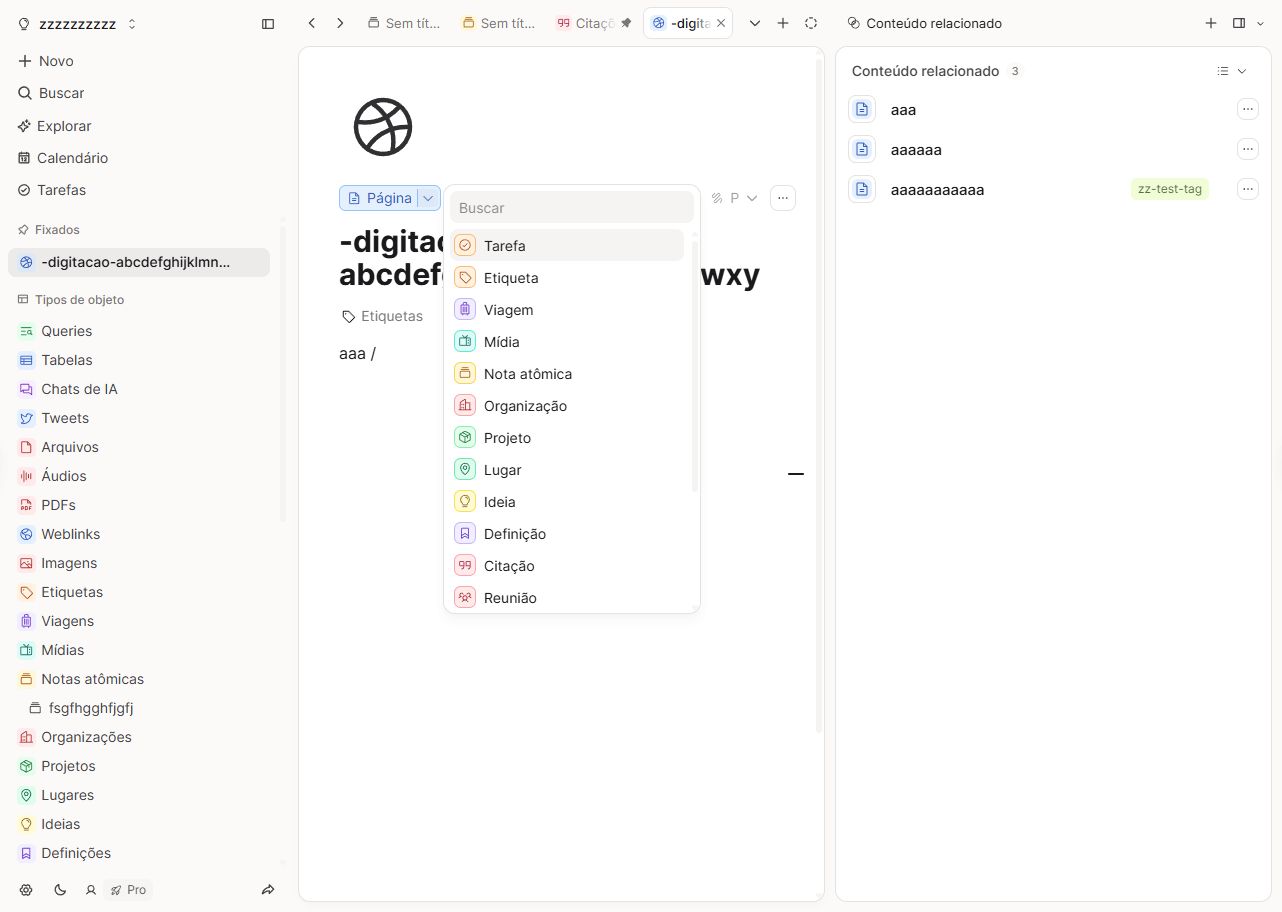 zzzzzzzzzz
Novo
Buscar
Explorar
Calendário
Tarefas
Fixados
-digitacao-abcdefghijklmn...
Tipos de objeto
Queries
Tabelas
Chats de IA
Tweets
Arquivos
Áudios
PDFs
Weblinks
Imagens
Etiquetas
Viagens
Mídias
Notas atômicas
fsgfhgghfjgfj
Organizações
Projetos
Lugares
Ideias
Definições
Pro
Sem tít...
Sem tít...
Citaçõ
-digita
Página
P
-digitac
abcdef
wxy
Etiquetas
aaa /
Buscar
Tarefa
Etiqueta
Viagem
Mídia
Nota atômica
Organização
Projeto
Lugar
Ideia
Definição
Citação
Reunião
Conteúdo relacionado
Conteúdo relacionado 3
aaa
aaaaaa
aaaaaaaaaaa zz-test-tag